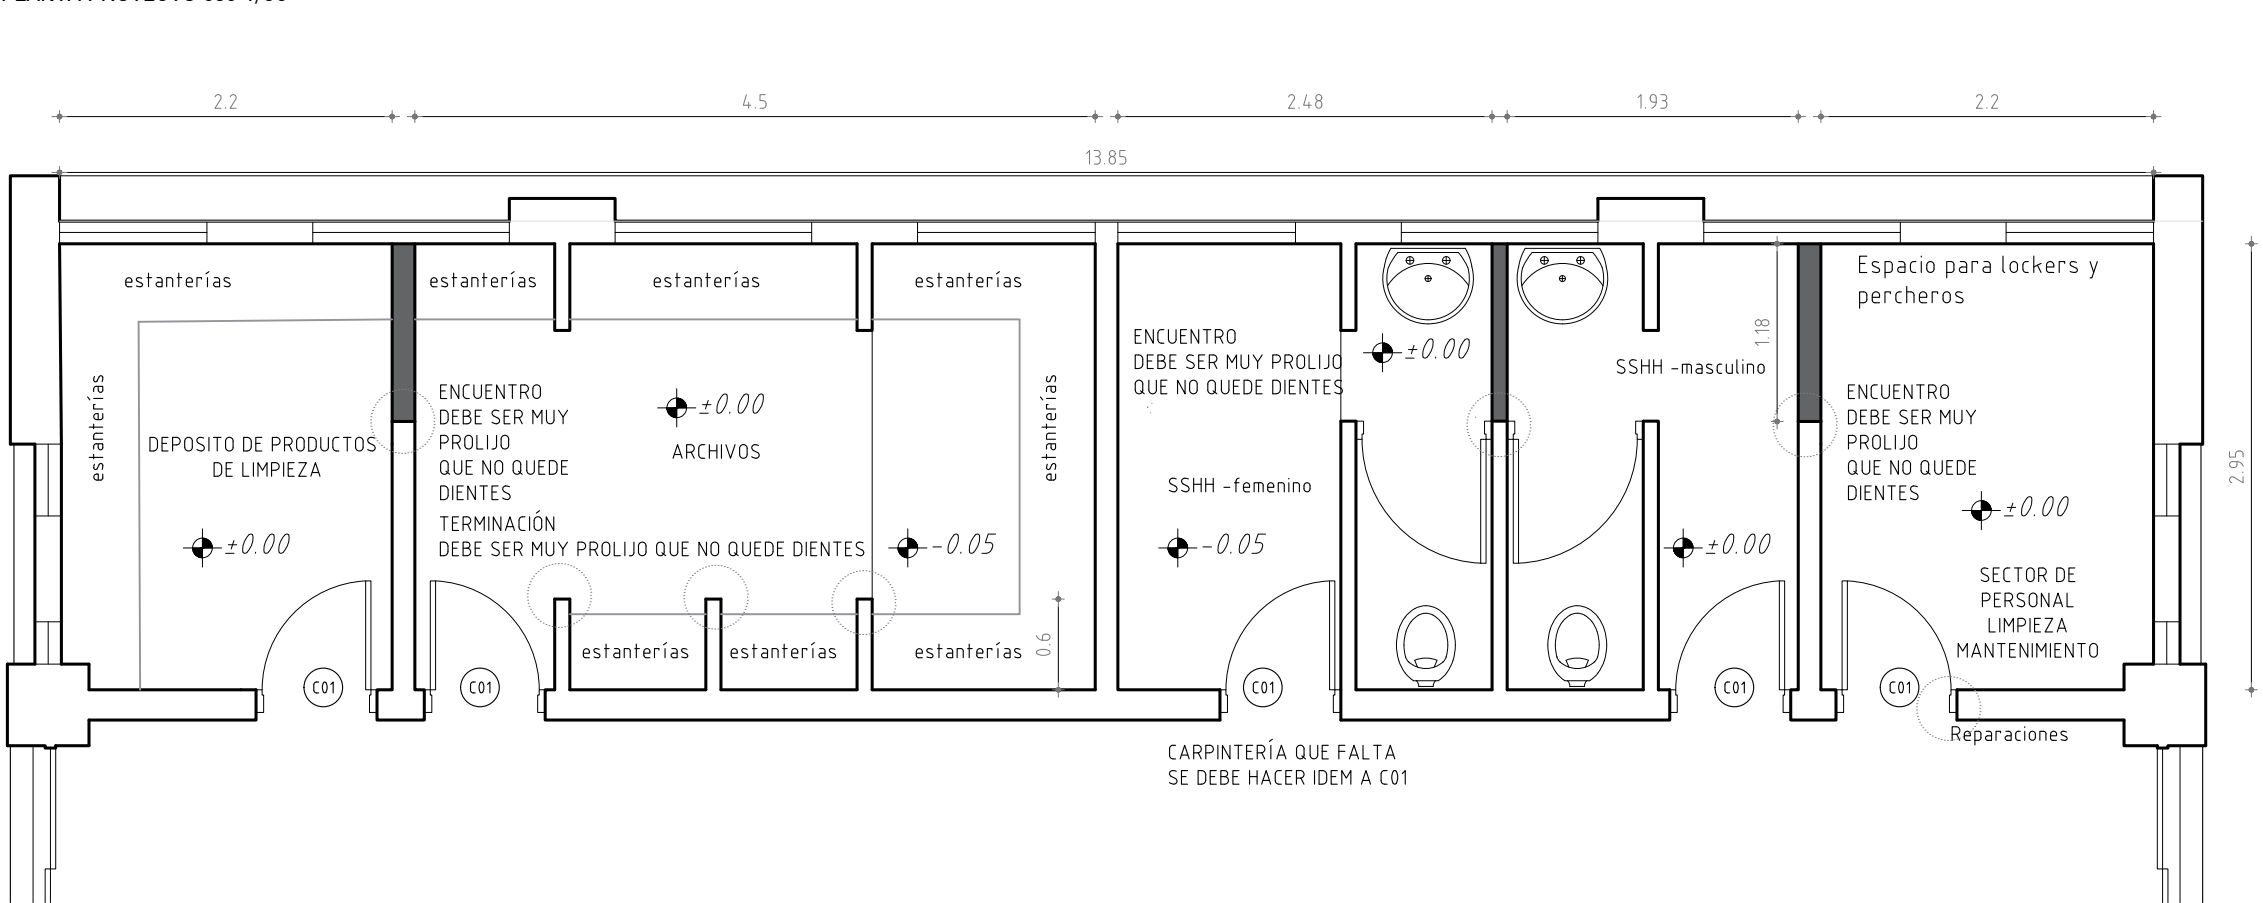 2.2
4.5
2.48
1.93
2.2
13.85
estanterías
estanterías
estanterías
estanterías
Espacio para lockers y
percheros
estanterías
DEPOSITO DE PRODUCTOS
DE LIMPIEZA
±0.00
ENCUENTRO
DEBE SER MUY
PROLIJO
QUE NO QUEDE
DIENTES
TERMINACIÓN
DEBE SER MUY PROLIJO QUE NO QUEDE DIENTES
±0.00
ARCHIVOS
estanterías
-0.05
estanterías
estanterías
estanterías
0.6
ENCUENTRO
DEBE SER MUY PROLIJO
QUE NO QUEDE DIENTES
±0.00
SSHH -femenino
-0.05
SSHH -masculino
1.18
±0.00
ENCUENTRO
DEBE SER MUY
PROLIJO
QUE NO QUEDE
DIENTES
±0.00
SECTOR DE
PERSONAL
LIMPIEZA
MANTENIMIENTO
2.95
C01
C01
C01
C01
C01
Reparaciones
CARPINTERÍA QUE FALTA
SE DEBE HACER IDEM A C01